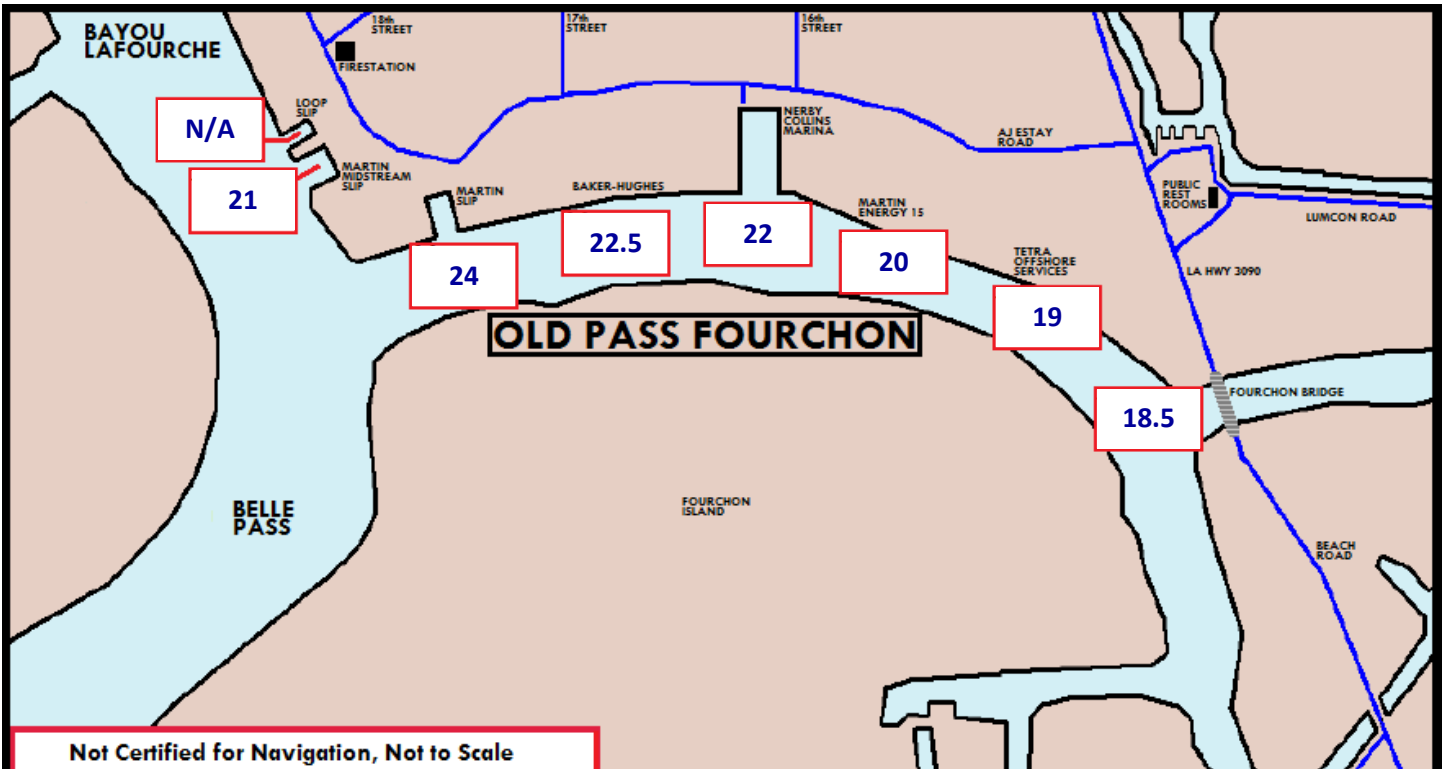 BAYOU
LAFOURCHE
18th
STREET
17th
STREET
16th
STREET
FIRESTATION
LOOP
SLIP
N/A
NERBY
COLLINS
MARINA
AJ ESTAY
ROAD
MARTIN
MIDSTREAM
SLIP
21
MARTIN
SLIP
BAKER-HUGHES
MARTIN
ENERGY 15
PUBLIC
REST
ROOMS
LUMCON ROAD
24
22.5
22
20
TETRA
OFFSHORE
SERVICES
LA HWY 3090
19
OLD PASS FOURCHON
18.5
FOURCHON BRIDGE
BELLE
PASS
FOURCHON
ISLAND
BEACH
ROAD
Not Certified for Navigation, Not to Scale